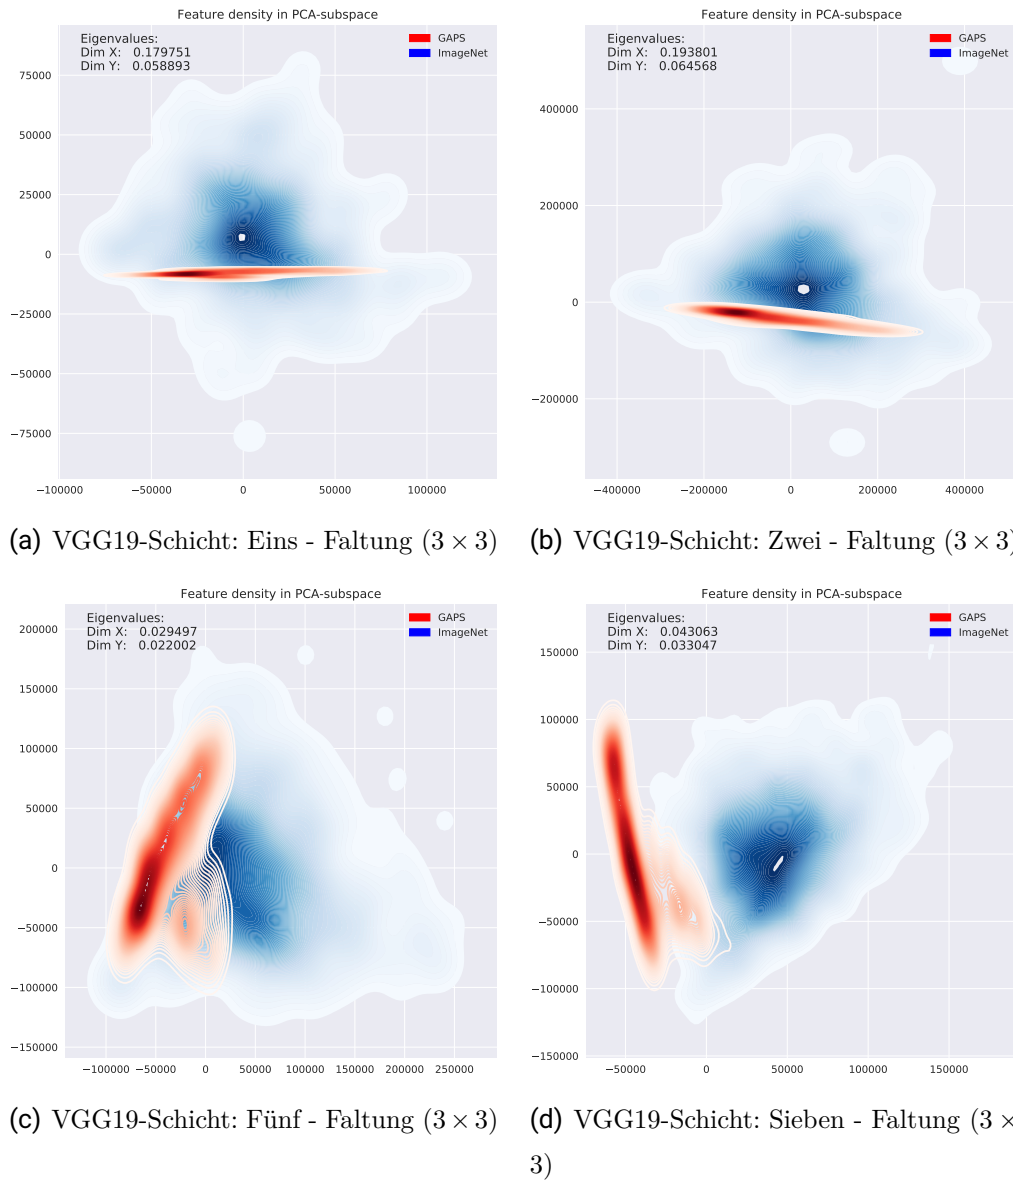 Feature density in PCA-subspace
Eigenvalues:
Dim X: 0.179751
Dim Y: 0.058893
GAPS
ImageNet
75000
50000
25000
0
−25000
−50000
−75000
−100000 −50000 0 50000 100000
(a) VGG19-Schicht: Eins - Faltung (3 × 3)
Feature density in PCA-subspace
Eigenvalues:
Dim X: 0.193801
Dim Y: 0.064568
GAPS
ImageNet
400000
200000
0
−200000
−400000 −200000 0 200000 400000
(b) VGG19-Schicht: Zwei - Faltung (3 × 3)
Feature density in PCA-subspace
Eigenvalues:
Dim X: 0.029497
Dim Y: 0.022002
GAPS
ImageNet
200000
150000
100000
50000
0
−50000
−100000
−150000
−100000 −50000 0 50000 100000 150000 200000 250000
(c) VGG19-Schicht: Fünf - Faltung (3 × 3)
Feature density in PCA-subspace
Eigenvalues:
Dim X: 0.043063
Dim Y: 0.033047
GAPS
ImageNet
150000
100000
50000
0
−50000
−100000
−150000
−50000 0 50000 100000 150000
(d) VGG19-Schicht: Sieben - Faltung (3 ×
3)